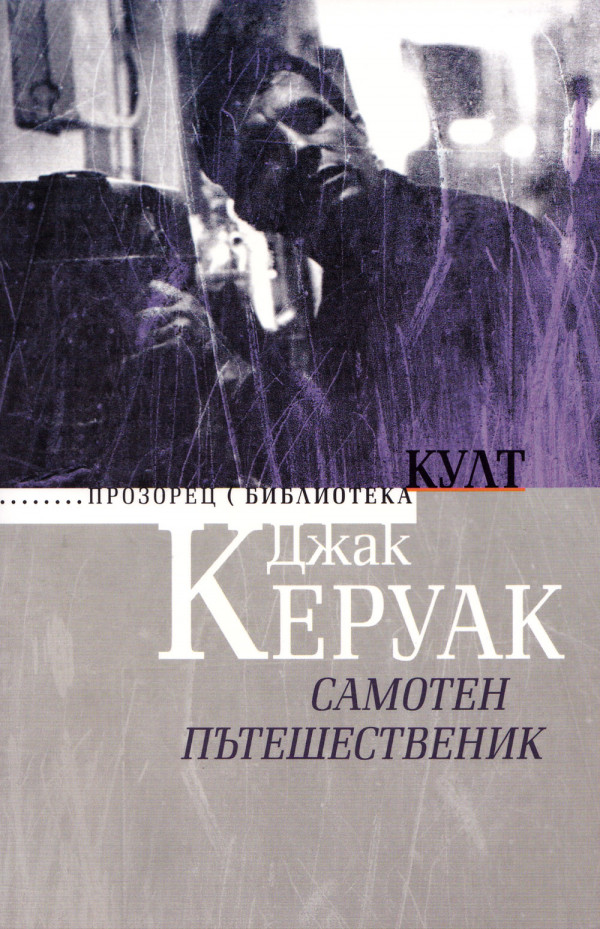 КУЛТ
........ПРОЗОРЕЦ ( БИБЛИОТЕКА
Джак
КЕРУАК
САМОТЕН
ПЪТЕШЕСТВЕНИК